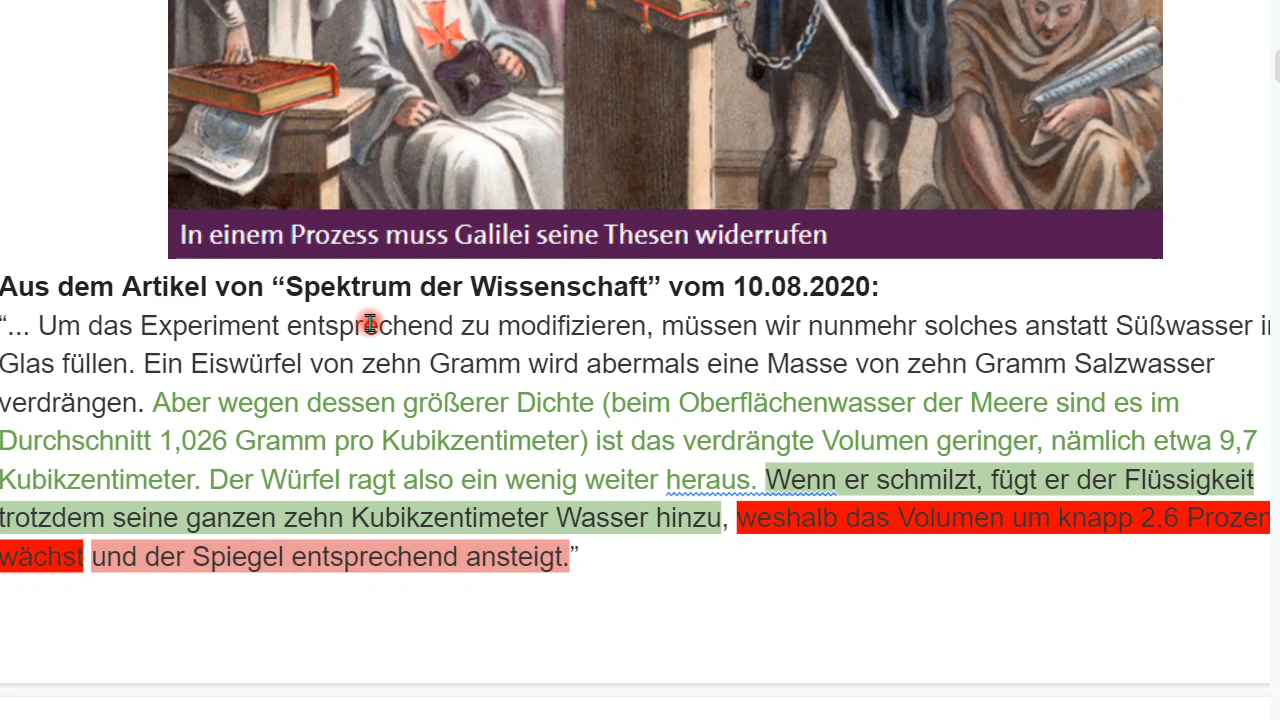 In einem Prozess muss Galilei seine Thesen widerrufen
Aus dem Artikel von “Spektrum der Wissenschaft” vom 10.08.2020:
“... Um das Experiment entsprechend zu modifizieren, müssen wir nunmehr solches anstatt Süßwasser
Glas füllen. Ein Eiswürfel von zehn Gramm wird abermals eine Masse von zehn Gramm Salzwasser
verdrängen. Aber wegen dessen größerer Dichte (beim Oberflächenwasser der Meere sind es im
Durchschnitt 1,026 Gramm pro Kubikzentimeter) ist das verdrängte Volumen geringer, nämlich etwa 9,7
Kubikzentimeter. Der Würfel ragt also ein wenig weiter heraus. Wenn er schmilzt, fügt er der Flüssigkeit
trotzdem seine ganzen zehn Kubikzentimeter Wasser hinzu, weshalb das Volumen um knapp 2,6 Prozen
wächst und der Spiegel entsprechend ansteigt.”